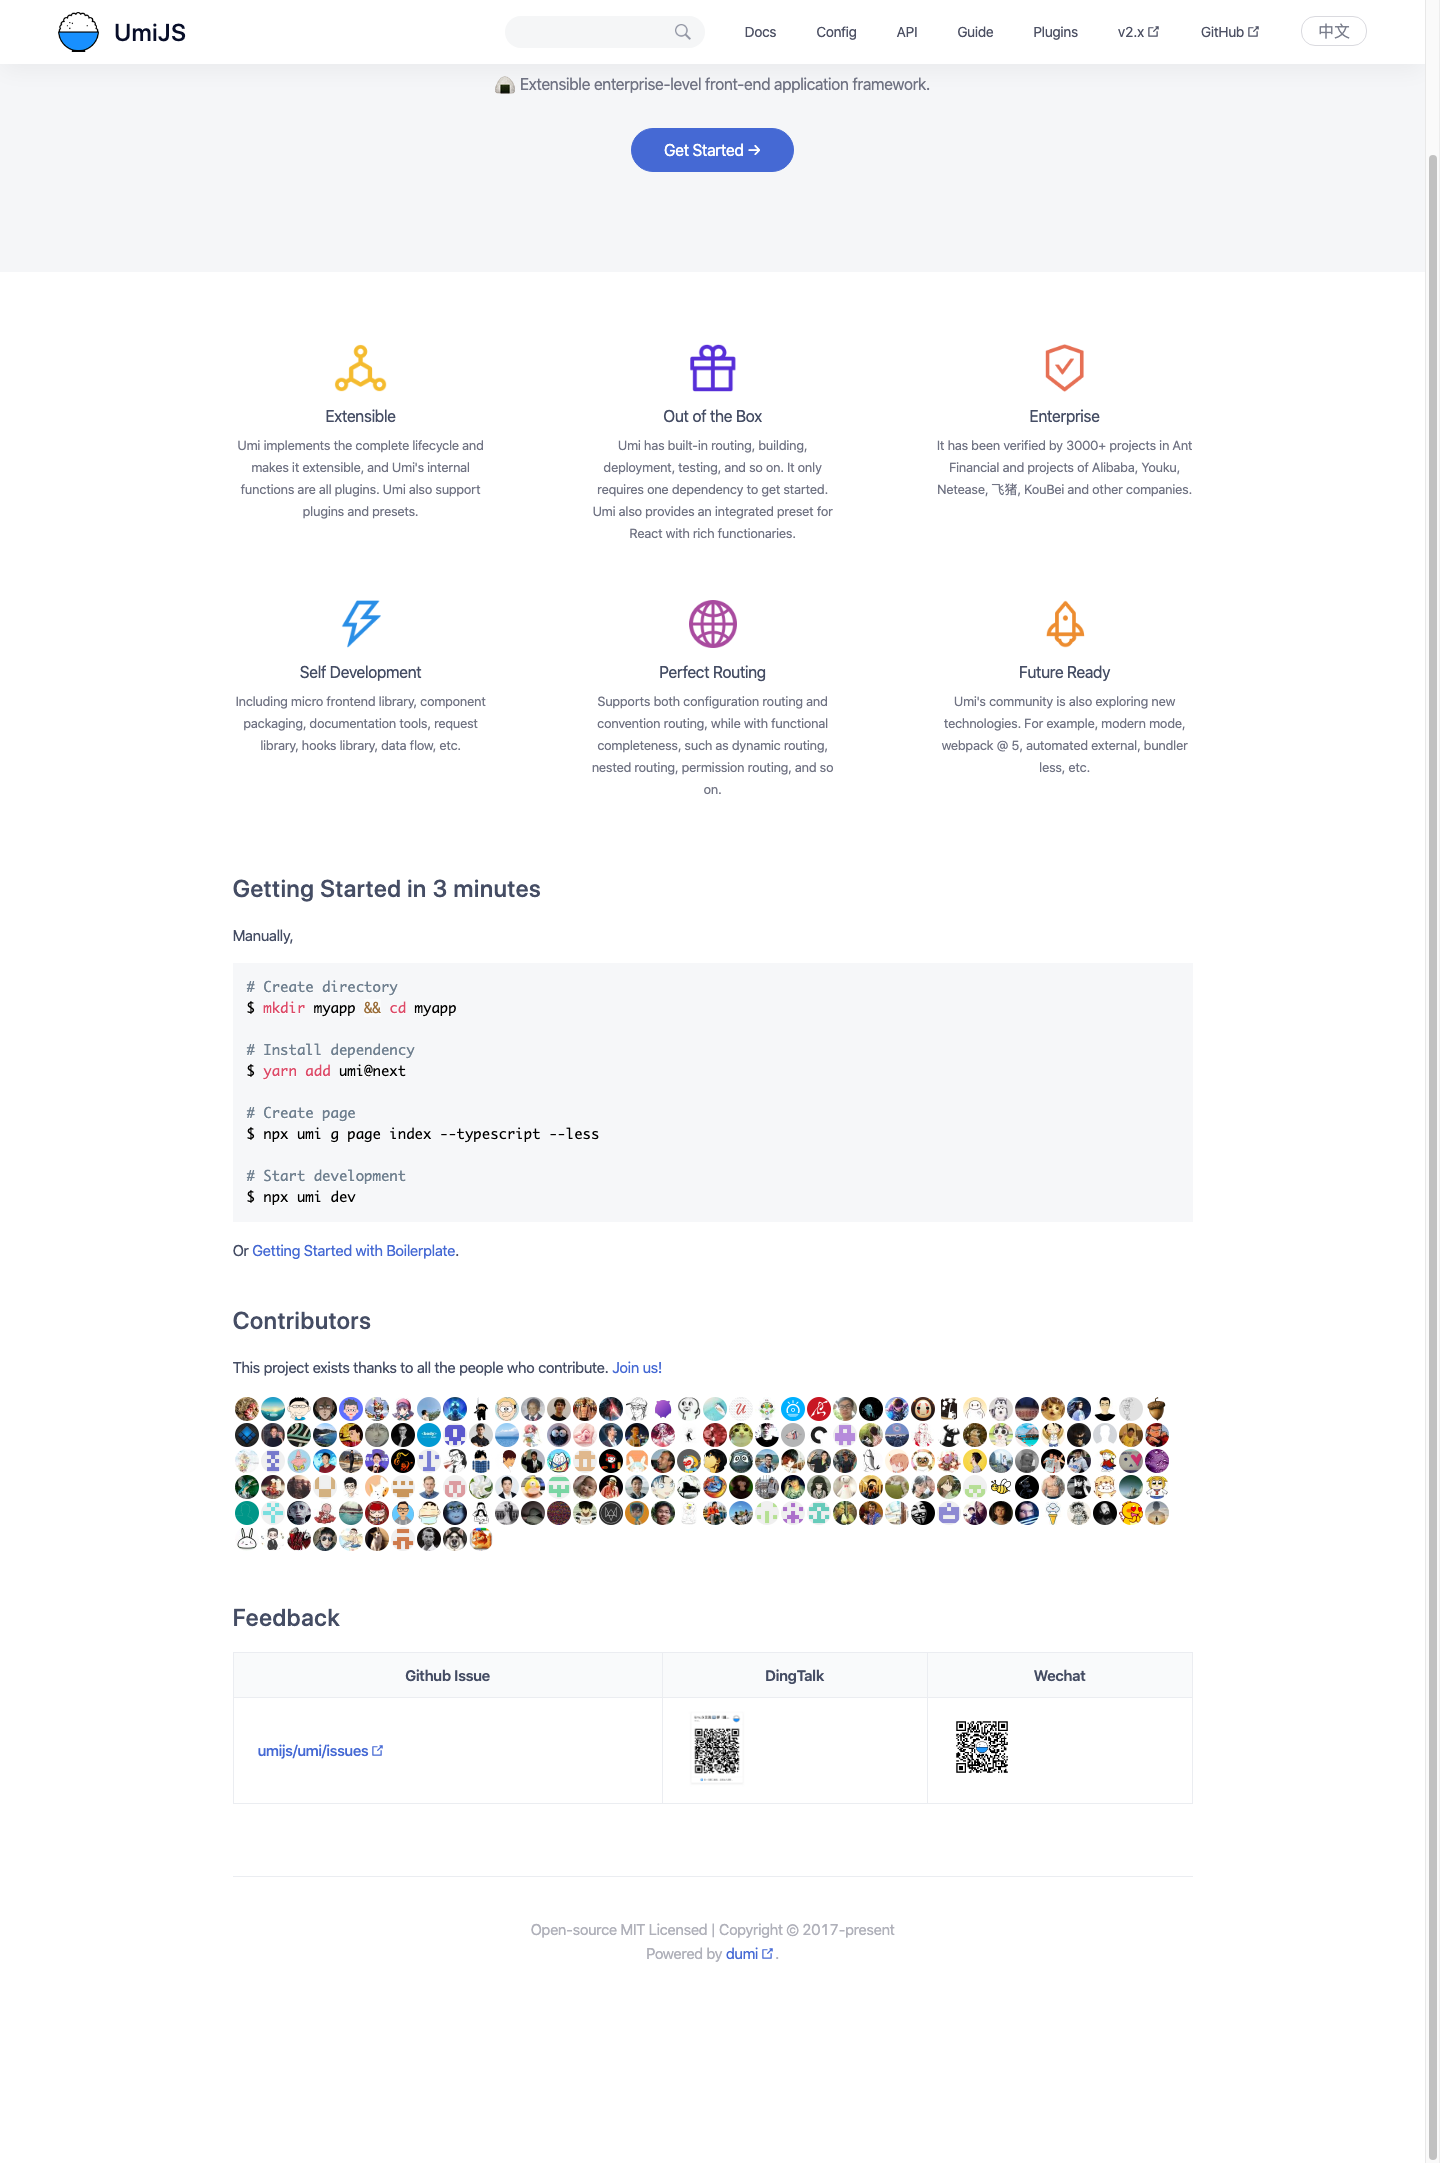 UmiJS
Docs
Config
API
Guide
Plugins
v2.x
GitHub
中文
🍙 Extensible enterprise-level front-end application framework.
Get Started →
Extensible
Umi implements the complete lifecycle and
makes it extensible, and Umi's internal
functions are all plugins. Umi also support
plugins and presets.
Out of the Box
Umi has built-in routing, building,
deployment, testing, and so on. It only
requires one dependency to get started.
Umi also provides an integrated preset for
React with rich functionaries.
Enterprise
It has been verified by 3000+ projects in Ant
Financial and projects of Alibaba, Youku,
Netease, 飞猪, KouBei and other companies.
Self Development
Including micro frontend library, component
packaging, documentation tools, request
library, hooks library, data flow, etc.
Perfect Routing
Supports both configuration routing and
convention routing, while with functional
completeness, such as dynamic routing,
nested routing, permission routing, and so
on.
Future Ready
Umi's community is also exploring new
technologies. For example, modern mode,
webpack @ 5, automated external, bundler
less, etc.
Getting Started in 3 minutes
Manually,
# Create directory
$ mkdir myapp && cd myapp
# Install dependency
$ yarn add umi@next
# Create page
$ npx umi g page index --typescript --less
# Start development
$ npx umi dev
Or Getting Started with Boilerplate.
Contributors
This project exists thanks to all the people who contribute. Join us!
Feedback
Github Issue
DingTalk
Wechat
umijs/umi/issues
Open-source MIT Licensed | Copyright © 2017-present
Powered by dumi .